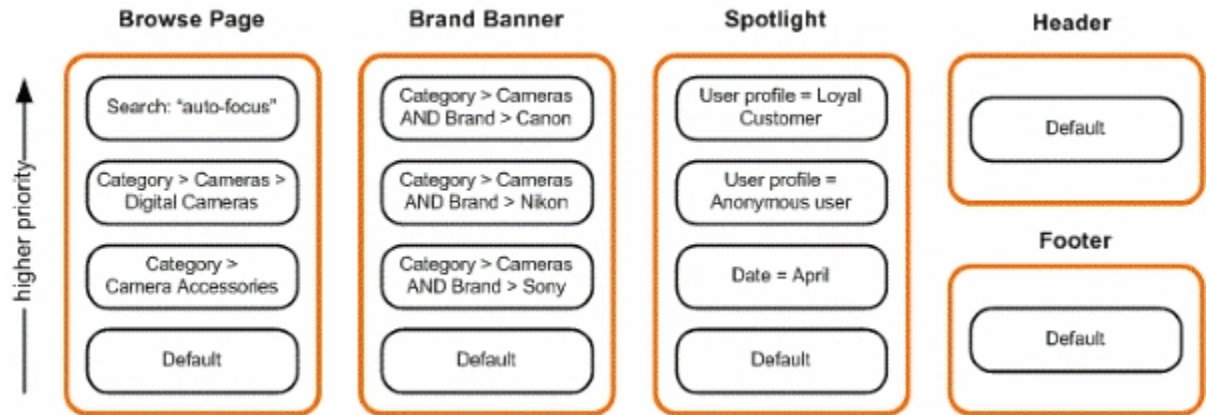 Browse Page
Brand Banner
Spotlight
Header
higher priority
Search: "auto-focus"
Category > Cameras >
Digital Cameras
Category >
Camera Accessories
Default
Category > Cameras
AND Brand > Canon
Category > Cameras
AND Brand > Nikon
Category > Cameras
AND Brand > Sony
Default
User profile = Loyal
Customer
User profile =
Anonymous user
Date = April
Default
Default
Footer
Default